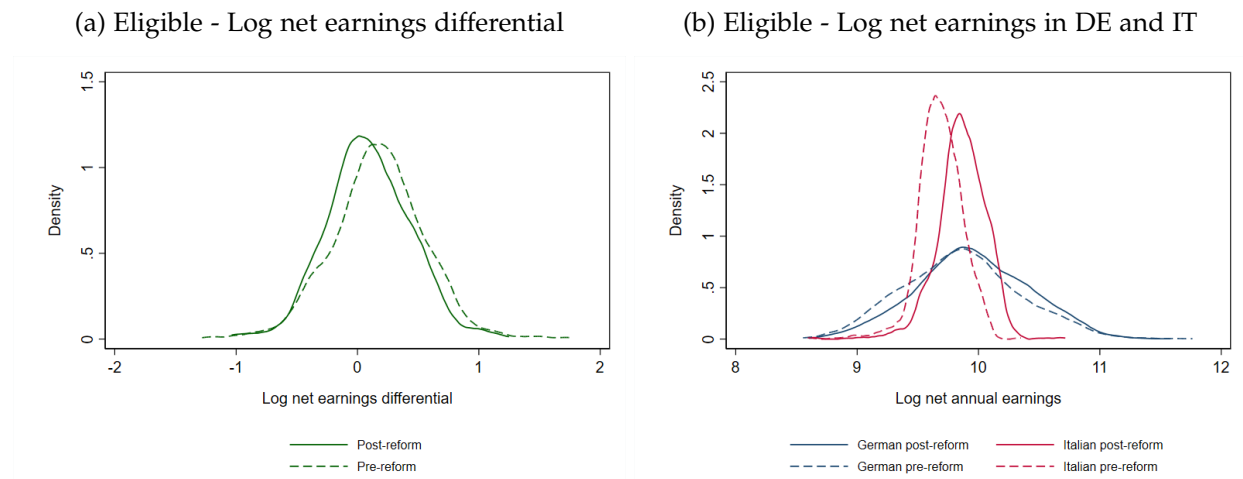 (a) Eligible - Log net earnings differential
1.5
1
.5
0
Density
-2 -1 0 1 2
Log net earnings differential
Post-reform
Pre-reform
(b) Eligible - Log net earnings in DE and IT
2.5
2
1.5
1
.5
0
Density
8 9 10 11 12
Log net annual earnings
German post-reform Italian post-reform
German pre-reform Italian pre-reform